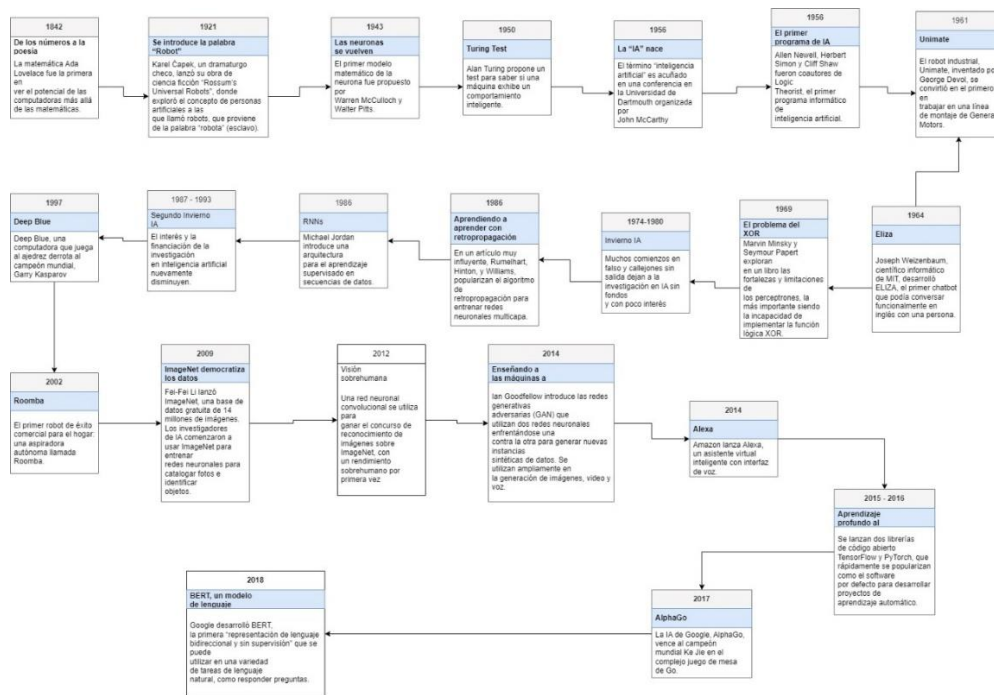 1842
De los números a la
poesía
La matemática Ada
Lovelace fue la primera
en
ver el potencial de las
computadoras más allá
de las matemáticas.
1921
Se introduce la palabra
"Robot"
Karel Čapek, un dramaturgo
checo, lanzó su obra de
ciencia ficción "Rossum's
Universal Robots", donde
exploró el concepto de personas
artificiales a las
que llamó robots, que proviene
de la palabra "robota" (esclavo).
1943
Las neuronas
se vuelven
El primer modelo
matemático de la
neurona fue propuesto
por
Warren McCulloch y
Walter Pitts.
1950
Turing Test
Alan Turing propone un
test para saber si una
máquina exhibe un
comportamiento
inteligente.
1956
La "IA" nace
El término "inteligencia
artificial" es acuñado
en una conferencia en
la Universidad de
Dartmouth organizada
por
John McCarthy
1956
El primer
programa de IA
Allen Newell, Herbert
Simon y Cliff Shaw
fueron coautores de
Logic
Theorist, el primer
programa informático
de
inteligencia artificial.
1961
Unimate
El robot industrial,
Unimate, inventado por
George Devol, se
convirtió en el primero
en
trabajar en una línea
de montaje de General
Motors.
1964
Eliza
Joseph Weizenbaum,
científico informático
de MIT, desarrolló
ELIZA, el primer chatbot
que podía conversar
funcionalmente en
inglés con una persona.
1969
El problema del
XOR
Marvin Minsky y
Seymour Papert
exploran
en un libro las
fortalezas y limitaciones
de
los perceptrones, la
más importante siendo
la incapacidad de
implementar la función
lógica XOR.
1974-1980
Invierno IA
Muchos comienzos en
falso y callejones sin
salida dejan a la
investigación en IA sin
fondos
y con poco interés
1986
Aprendiendo a
aprender con
retropropagación
En un artículo muy
influyente, Rumelhart,
Hinton, y Williams,
popularizan el algoritmo
de
retropropagación para
entrenar redes
neuronales multicapa.
1986
RNNs
Michael Jordan
introduce una
arquitectura
para el aprendizaje
supervisado en
secuencias de datos.
1987 - 1993
Segundo Invierno
IA
El interés y la
financiación de la
investigación
en inteligencia artificial
nuevamente
disminuyen.
1997
Deep Blue
Deep Blue, una
computadora que juega
al ajedrez derrota al
campeón mundial,
Garry Kasparov
2002
Roomba
El primer robot de éxito
comercial para el hogar:
una aspiradora
autónoma llamada
Roomba.
2009
ImageNet democratiza
los datos
Fei-Fei Li lanzó
ImageNet, una base de
datos gratuita de 14
millones de imágenes.
Los investigadores
de IA comenzaron a
usar ImageNet para
entrenar
redes neuronales para
catalogar fotos e
identificar
objetos.
2012
Visión
sobrehumana
Una red neuronal
convolucional se utiliza
para
ganar el concurso de
reconocimiento de
imágenes sobre
ImageNet, con
un rendimiento
sobrehumano por
primera vez
2014
Enseñando a
las máquinas a
Ian Goodfellow introduce las redes
generativas
adversarias (GAN) que
utilizan dos redes neuronales
enfrentándose una
contra la otra para generar nuevas
instancias
sintéticas de datos. Se
utilizan ampliamente en
la generación de imágenes, video y
voz.
2014
Alexa
Amazon lanza Alexa,
un asistente virtual
inteligente con interfaz
de voz.
2015 - 2016
Aprendizaje
profundo al
Se lanzan dos librerías
de código abierto
TensorFlow y PyTorch, que
rápidamente se popularizan
como el software
por defecto para desarrollar
proyectos de
aprendizaje automático.
2017
AlphaGo
La IA de Google, AlphaGo,
vence al campeón
mundial Ke Jie en el
complejo juego de mesa
de Go.
2018
BERT, un modelo
de lenguaje
Google desarrolló BERT,
la primera "representación de lenguaje
bidireccional y sin supervisión" que se
puede
utilizar en una variedad
de tareas de lenguaje
natural, como responder preguntas.